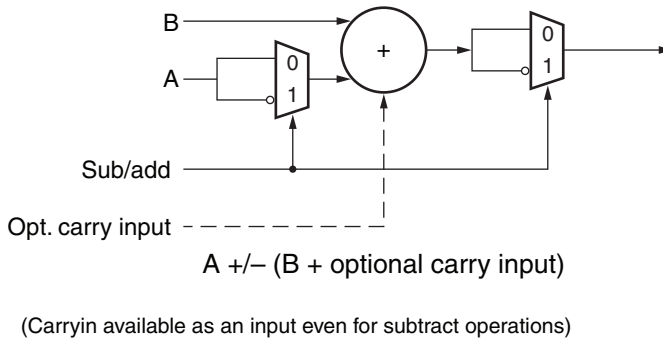 B
+
0
1
0
1
A
Sub/add
Opt. carry input
A +/– (B + optional carry input)
(Carryin available as an input even for subtract operations)